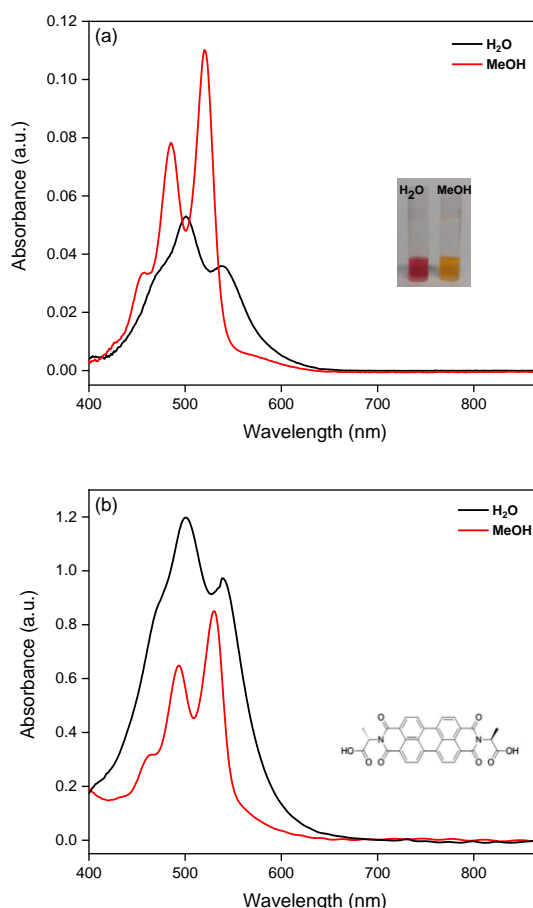 (a)
H₂O
MeOH
0.12
0.10
0.08
0.06
0.04
0.02
0.00
Absorbance (a.u.)
H₂O MeOH
400 500 600 700 800
Wavelength (nm)
(b)
H₂O
MeOH
1.2
1.0
0.8
0.6
0.4
0.2
0.0
Absorbance (a.u.)
O O
HO N N OH
O O O O
400 500 600 700 800
Wavelength (nm)